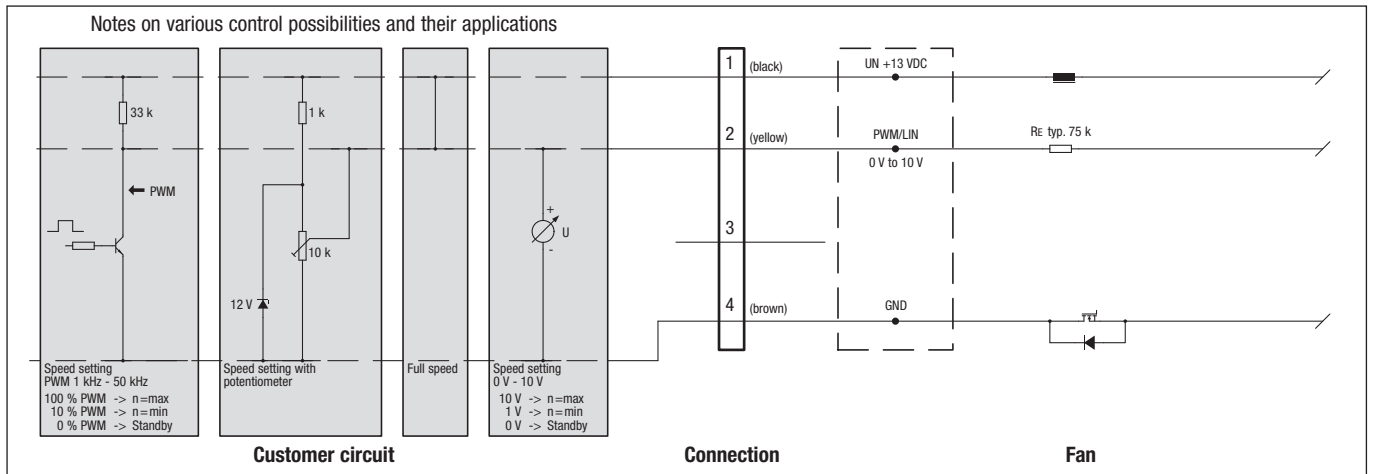 Notes on various control possibilities and their applications
33 k
PWM
Speed setting
PWM 1 kHz - 50 kHz
100 % PWM -> n=max
10 % PWM -> n=min
0 % PWM -> Standby
1 k
10 k
12 V
Speed setting with
potentiometer
Full speed
+
U
-
Speed setting
0 V - 10 V
10 V -> n=max
1 V -> n=min
0 V -> Standby
1 (black)
2 (yellow)
3
4 (brown)
UN +13 VDC
PWM/LIN
0 V to 10 V
GND
RE typ. 75 k
Customer circuit
Connection
Fan